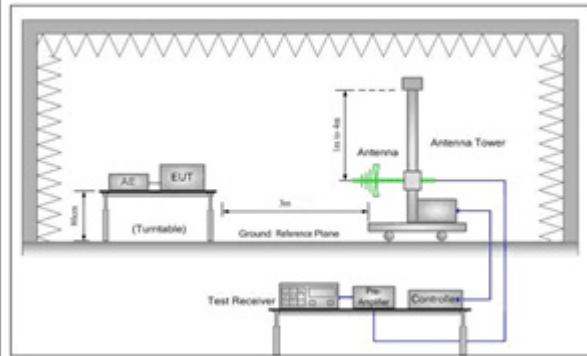 1m to 4m
Antenna
Antenna Tower
AE
EUT
80cm
(Turntable)
3m
Ground Reference Plane
Test Receiver
Pre-
Amplifier
Controller